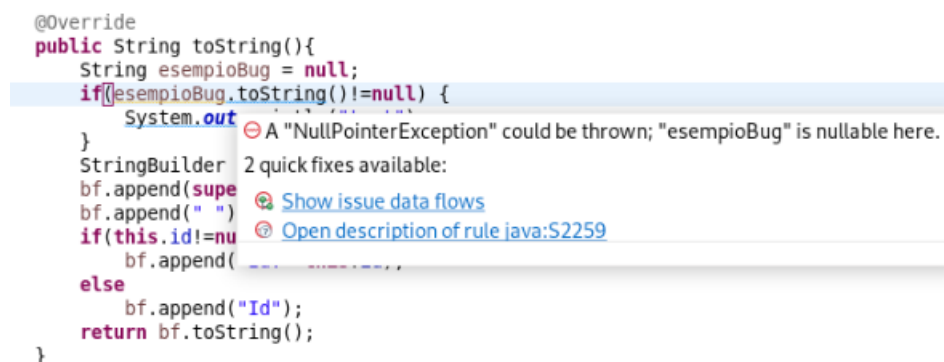 @Override
public String toString(){
String esempioBug = null;
if(esempioBug.toString()!=null) {
System.out
A "NullPointerException" could be thrown; "esempioBug" is nullable here.
}
2 quick fixes available:
StringBuilder
bf.append(supe
Show issue data flows
bf.append(" ")
Open description of rule java:S2259
if(this.id!=nu
bf.append(
else
bf.append("Id");
return bf.toString();
}